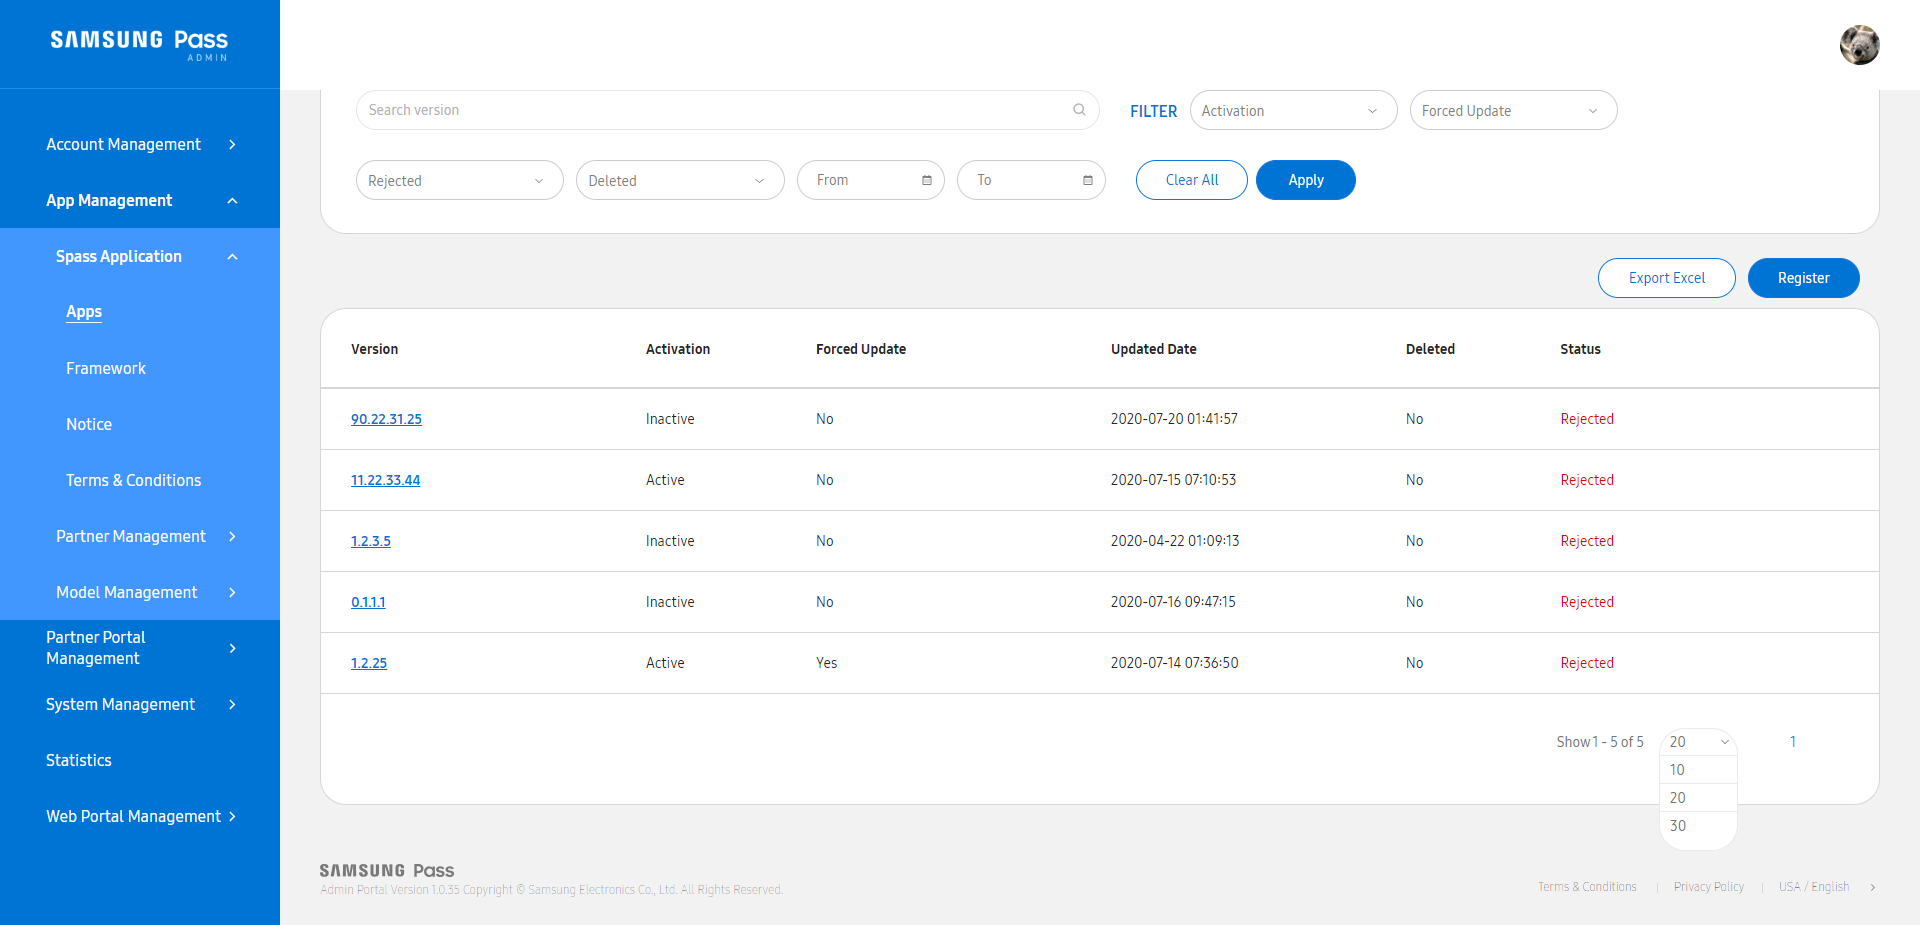 SAMSUNG Pass
ADMIN
Account Management
App Management
Spass Application
Apps
Framework
Notice
Terms & Conditions
Partner Management
Model Management
Partner Portal
Management
System Management
Statistics
Web Portal Management
Search version
FILTER Activation Forced Update
Rejected Deleted From To Clear All Apply
Export Excel Register
Version Activation Forced Update Updated Date Deleted Status
90.22.31.25 Inactive No 2020-07-20 01:41:57 No Rejected
11.22.33.44 Active No 2020-07-15 07:10:53 No Rejected
1.2.3.5 Inactive No 2020-04-22 01:09:13 No Rejected
0.1.1.1 Inactive No 2020-07-16 09:47:15 No Rejected
1.2.25 Active Yes 2020-07-14 07:36:50 No Rejected
Show 1 - 5 of 5 20 1
10
20
30
SAMSUNG Pass
Admin Portal Version 1.0.35 Copyright © Samsung Electronics Co., Ltd. All Rights Reserved.
Terms & Conditions | Privacy Policy | USA / English